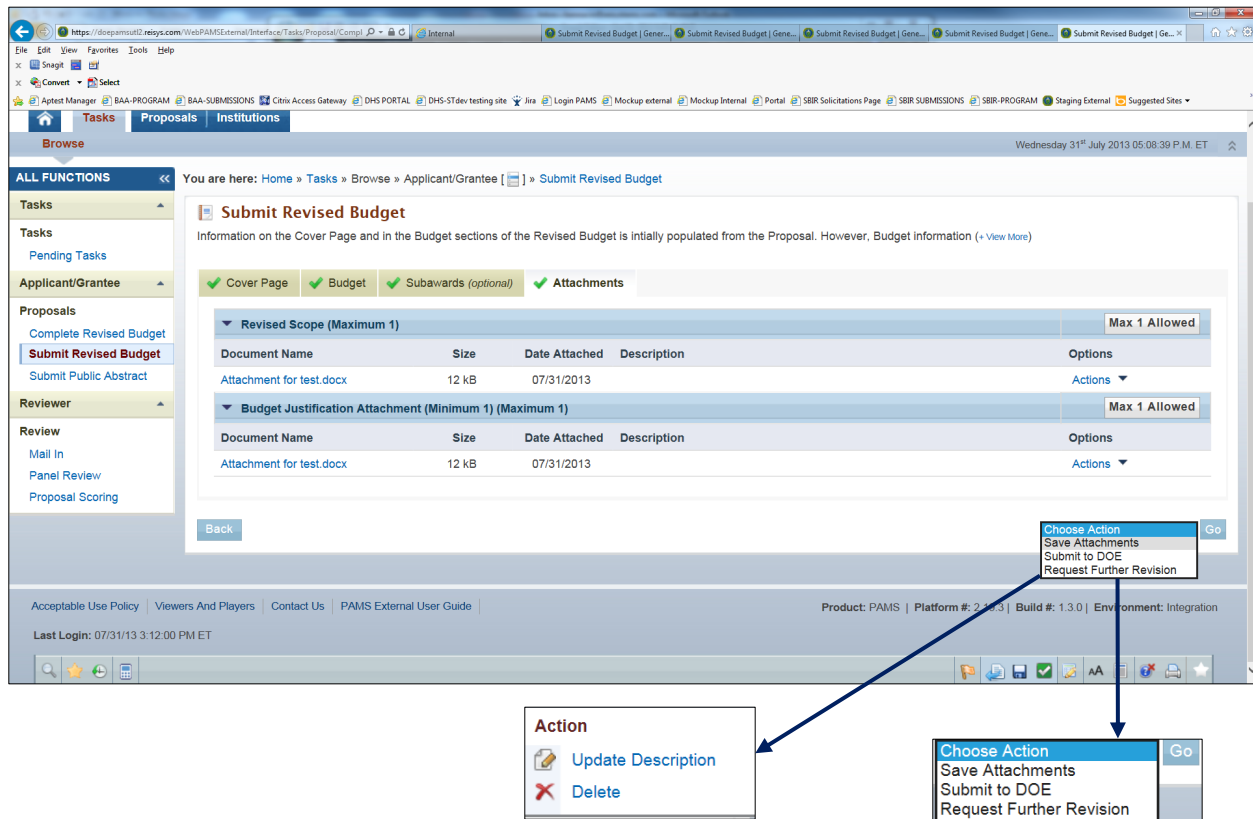 https://doepamsutl2.reisys.com/WebPAMSExternal/Interface/Tasks/Proposal/Compl
Internal
Submit Revised Budget | Gener...
Submit Revised Budget | Gene...
Submit Revised Budget | Gene...
Submit Revised Budget | Gene...
Submit Revised Budget | Ge...
File Edit View Favorites Tools Help
x Snagit
x Convert Select
Aptest Manager BAA-PROGRAM BAA-SUBMISSIONS Citrix Access Gateway DHS PORTAL DHS-STdev testing site Jira Login PAMS Mockup external Mockup Internal Portal SBIR Solicitations Page SBIR SUBMISSIONS SBIR-PROGRAM Staging External Suggested Sites
Tasks Proposals Institutions
Browse
Wednesday 31st July 2013 05:08:39 P.M. ET
ALL FUNCTIONS «
You are here: Home » Tasks » Browse » Applicant/Grantee [ ] » Submit Revised Budget
Tasks
Tasks
Pending Tasks
Applicant/Grantee
Proposals
Complete Revised Budget
Submit Revised Budget
Submit Public Abstract
Reviewer
Review
Mail In
Panel Review
Proposal Scoring
Submit Revised Budget
Information on the Cover Page and in the Budget sections of the Revised Budget is intially populated from the Proposal. However, Budget information (+ View More)
Cover Page Budget Subawards (optional) Attachments
Revised Scope (Maximum 1) Max 1 Allowed
Document Name Size Date Attached Description Options
Attachment for test.docx 12 kB 07/31/2013 Actions
Budget Justification Attachment (Minimum 1) (Maximum 1) Max 1 Allowed
Document Name Size Date Attached Description Options
Attachment for test.docx 12 kB 07/31/2013 Actions
Back
Choose Action Go
Save Attachments
Submit to DOE
Request Further Revision
Acceptable Use Policy | Viewers And Players | Contact Us | PAMS External User Guide |
Product: PAMS | Platform #: 2.19.3 | Build #: 1.3.0 | Environment: Integration
Last Login: 07/31/13 3:12:00 PM ET
AA
Action
Update Description
Delete
Choose Action Go
Save Attachments
Submit to DOE
Request Further Revision